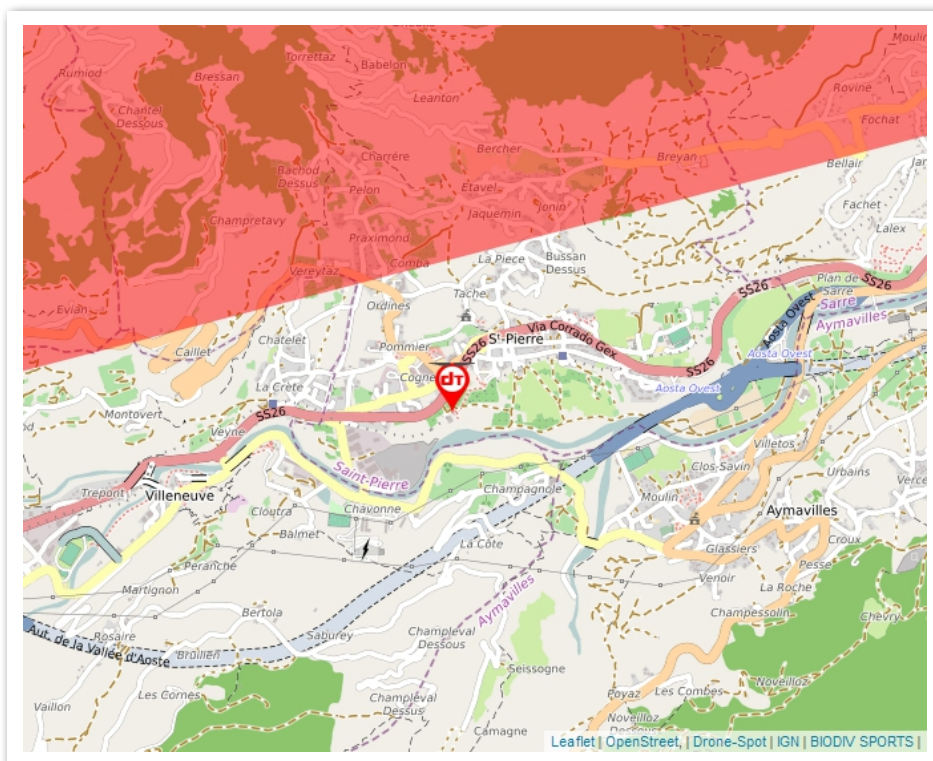 Moulin
Torrettaz
Rumiod
Bressan
Babelon
Rovine
Leanton
Chantel
Dessous
Fochat
Charrére
Bercher
Breyan
Bellair
Bachod
Dessus
Pelon
Etavel
Jonin
Jaquemin
Fachet
Champretavy
Lalex
Praximond
Comba
La Piece
Bussan
Dessus
Vereytaz
Plan de
Sarre
SS26
SS26
Tache
Evian
Ordines
Aosta Ovest
Sarre
Aymavilles
Via Corrado Gex
Caillet
Chatelet
Pommier
SS26
St-Pierre
Aosta Ovest
SS26
Cogne
dT
La Crète
Aosta Ovest
Montovert
SS26
Veyne
Villetos
Saint-Pierre
Clos-Savin
Trépont
Villeneuve
Champagnole
Urbains
Moulin
Cloutra
Chavonne
Aymavilles
Balmet
La Côte
Croux
Glassiers
Pesse
Peranche
Venoir
La Roche
Martignon
Aymavilles
Champessolin
Bertola
Chevry
Rosaire
Saburey
Champleval
Dessous
Aut. de la Vallée d'Aoste
Brulien
Seissogne
Noveilloz
Les Cornes
Champleval
Dessus
Poyaz
Les Combes
Vaillon
Noveilloz
Dessous
Camagne
Leaflet | OpenStreet, | Drone-Spot | IGN | BIODIV SPORTS |